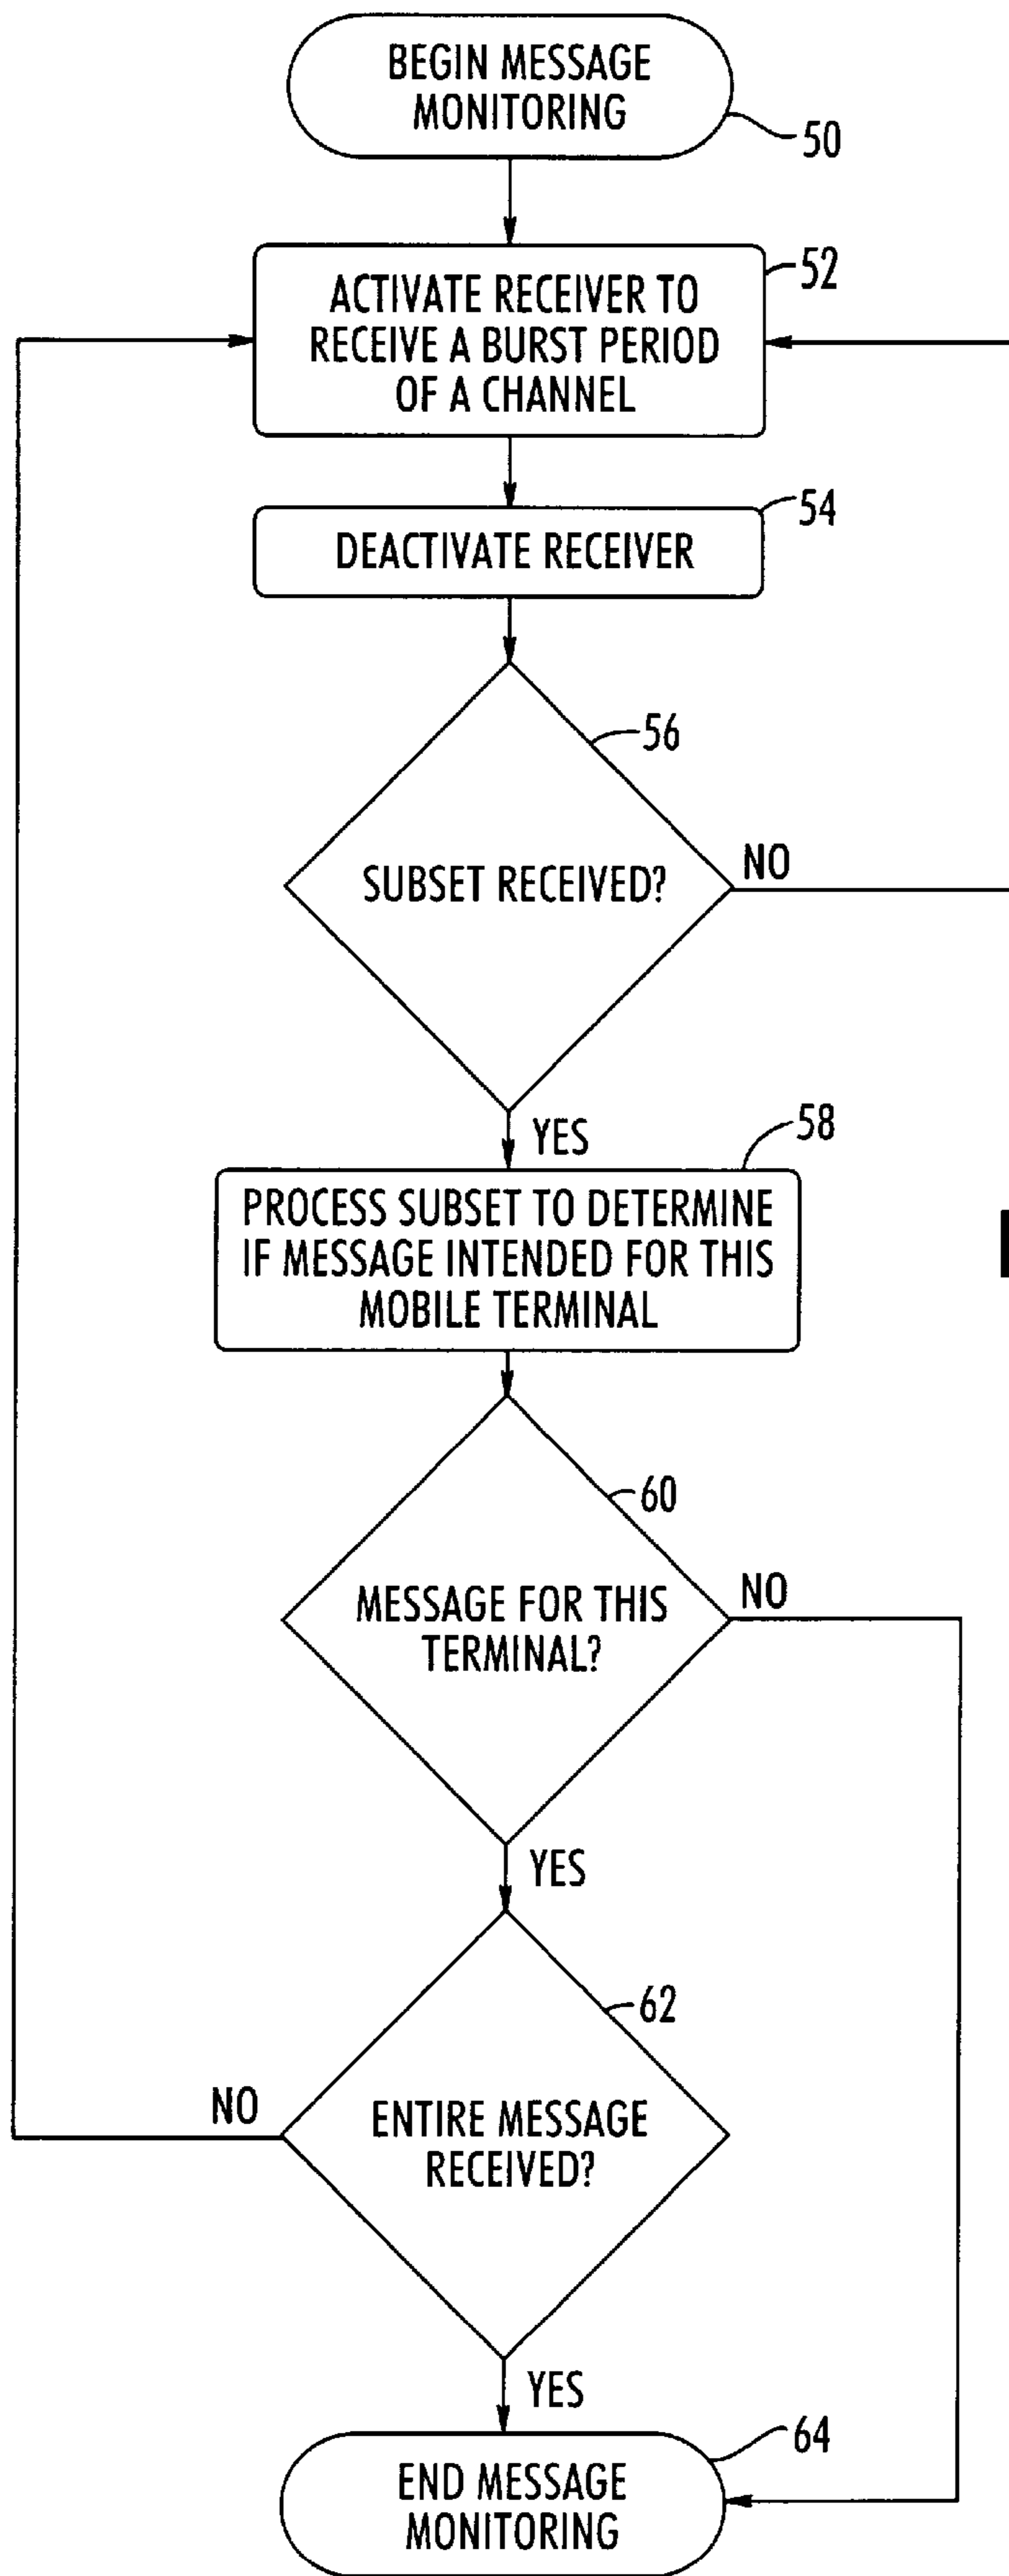 BEGIN MESSAGE
MONITORING
50
52
ACTIVATE RECEIVER TO
RECEIVE A BURST PERIOD
OF A CHANNEL
54
DEACTIVATE RECEIVER
56
SUBSET RECEIVED?
NO
YES
58
PROCESS SUBSET TO DETERMINE
IF MESSAGE INTENDED FOR THIS
MOBILE TERMINAL
60
MESSAGE FOR THIS
TERMINAL?
NO
YES
62
NO
ENTIRE MESSAGE
RECEIVED?
YES
64
END MESSAGE
MONITORING